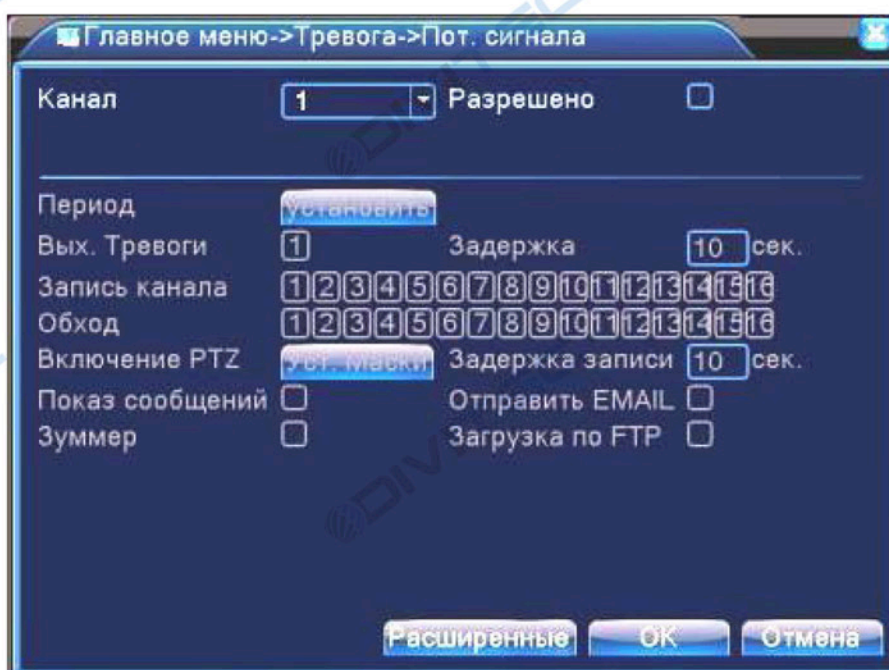 Главное меню->Тревога->Пот. сигнала
Канал 1 Разрешено
Период Установить
Вых. Тревоги 1 Задержка 10 сек.
Запись канала 1 2 3 4 5 6 7 8 9 10 11 12 13 14 15 16
Обход 1 2 3 4 5 6 7 8 9 10 11 12 13 14 15 16
Включение PTZ Уст. Маски Задержка записи 10 сек.
Показ сообщений Отправить EMAIL
Зуммер Загрузка по FTP
Расширенные OK Отмена